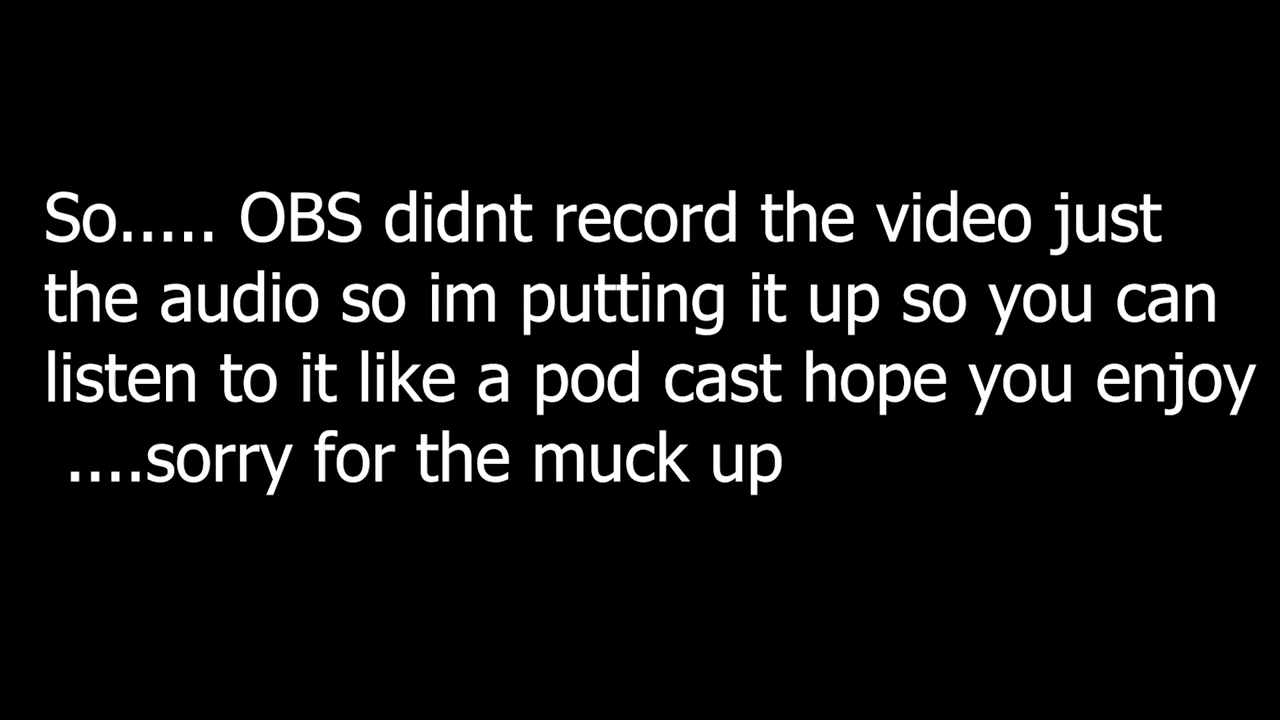 So..... OBS didnt record the video just
the audio so im putting it up so you can
listen to it like a pod cast hope you enjoy
....sorry for the muck up